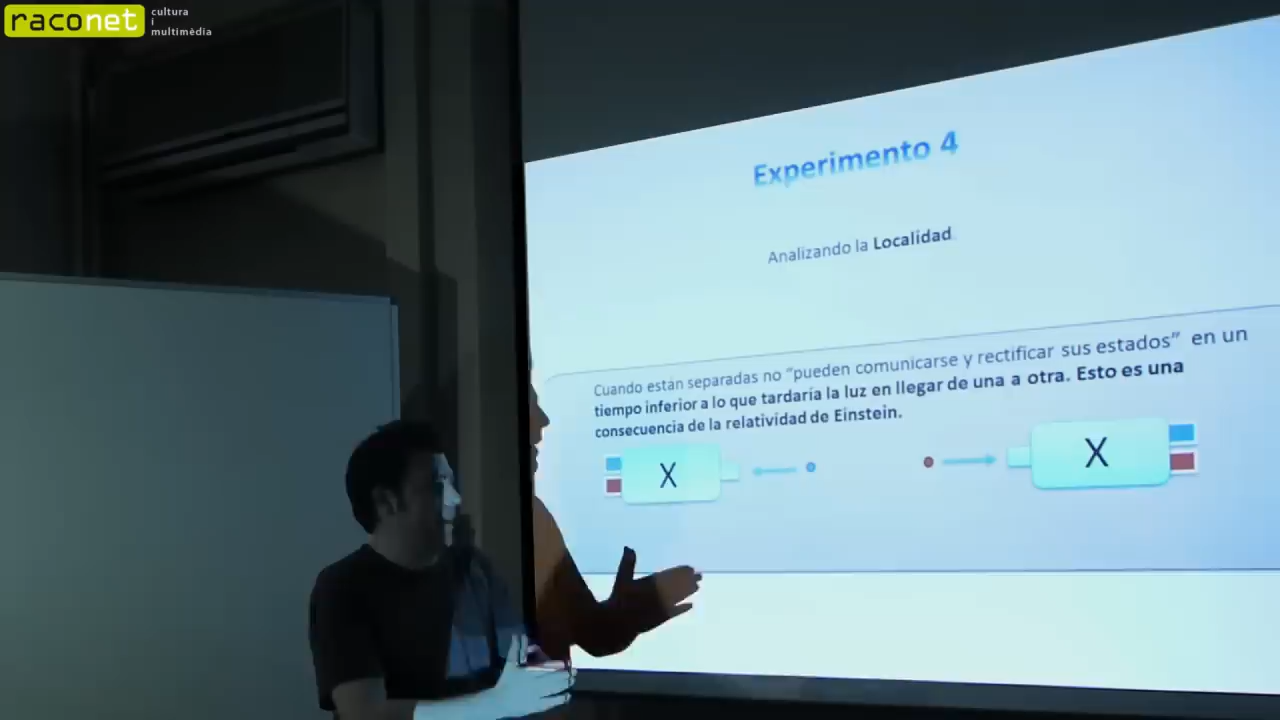 raconet
cultura
i
multimèdia
Experimento 4
Analizando la Localidad.
Cuando están separadas no “pueden comunicarse y rectificar sus estados” en un
tiempo inferior a lo que tardaría la luz en llegar de una a otra. Esto es una
consecuencia de la relatividad de Einstein.
X X